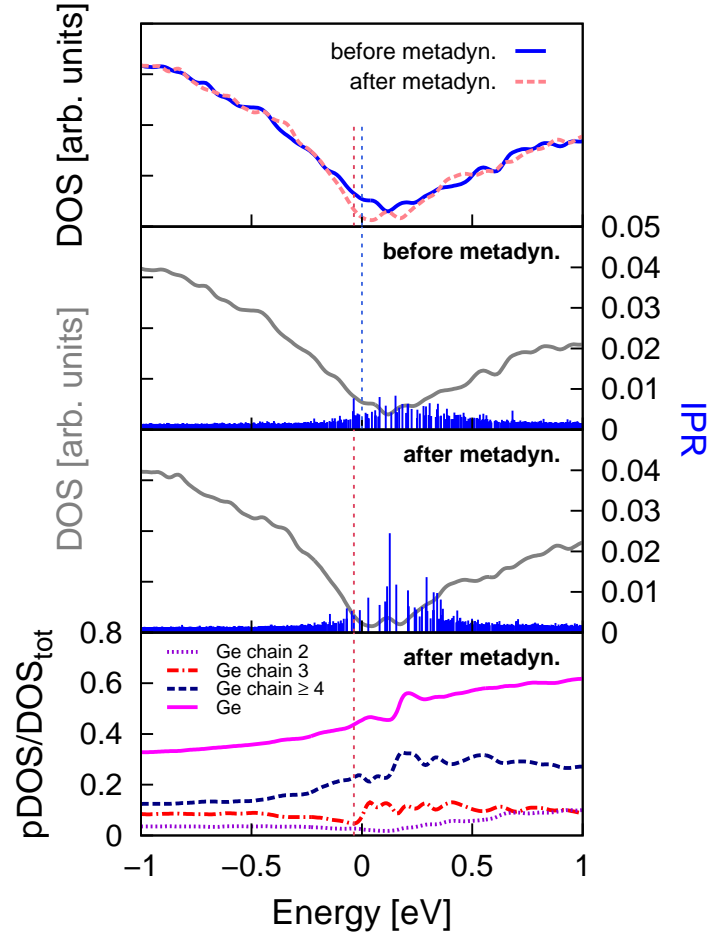 DOS [arb. units]
before metadyn.
after metadyn.
0.05
before metadyn.
0.04
0.03
0.02
0.01
0
DOS [arb. units]
IPR
after metadyn.
0.04
0.03
0.02
0.01
0
pDOS/DOStot
0.8
0.6
0.4
0.2
0
Ge chain 2
Ge chain 3
Ge chain ≥ 4
Ge
after metadyn.
−1 −0.5 0 0.5 1
Energy [eV]